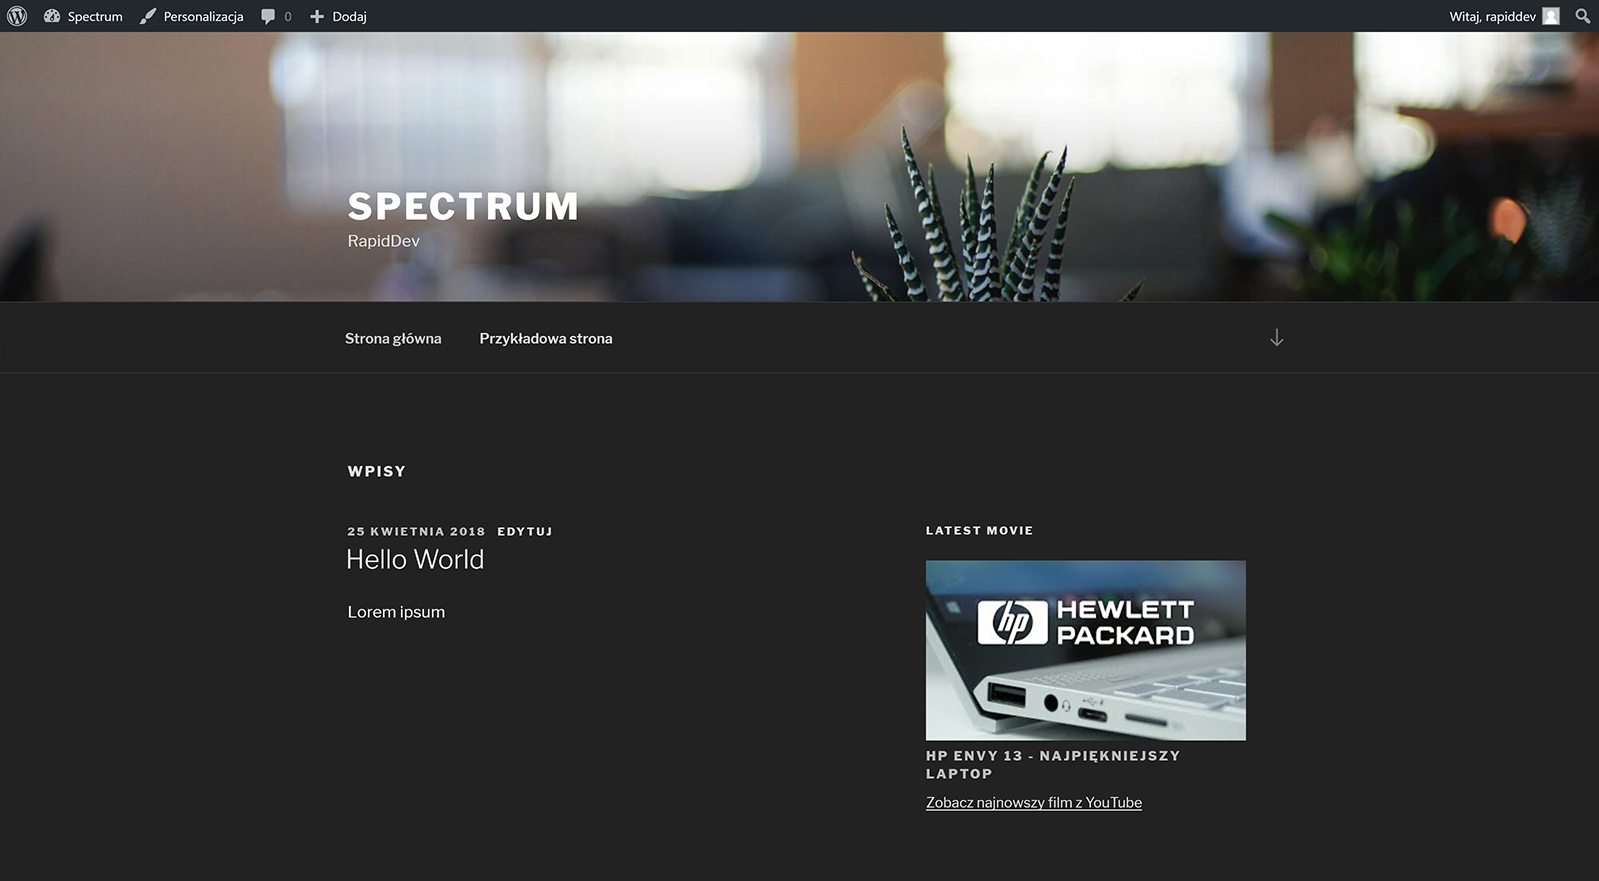 Spectrum Personalizacja 0 Dodaj Witaj, rapiddev
SPECTRUM
RapidDev
Strona główna Przykładowa strona
WPISY
25 KWIETNIA 2018 EDYTUJ
Hello World
Lorem ipsum
LATEST MOVIE
hp HEWLETT
PACKARD
HP ENVY 13 - NAJPIĘKNIEJSZY
LAPTOP
Zobacz najnowszy film z YouTube